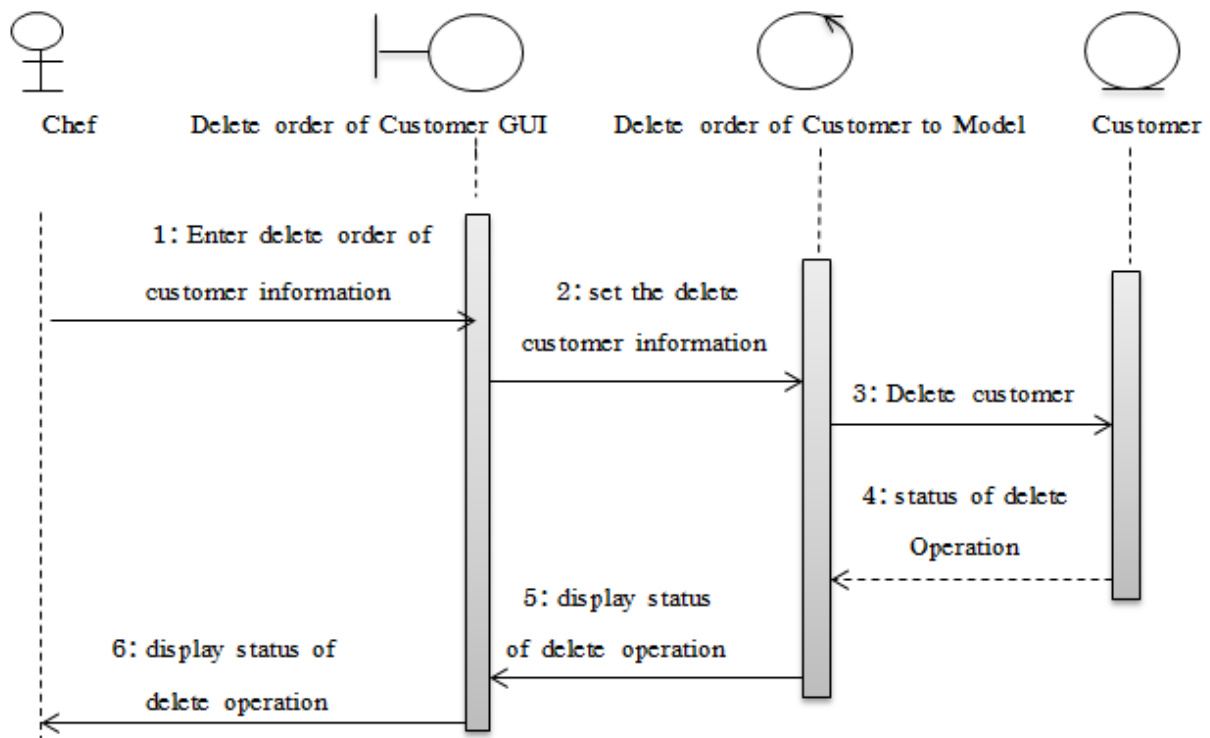 Chef
Delete order of Customer GUI
Delete order of Customer to Model
Customer
1: Enter delete order of
customer information
2: set the delete
customer information
3: Delete customer
4: status of delete
Operation
5: display status
of delete operation
6: display status of
delete operation